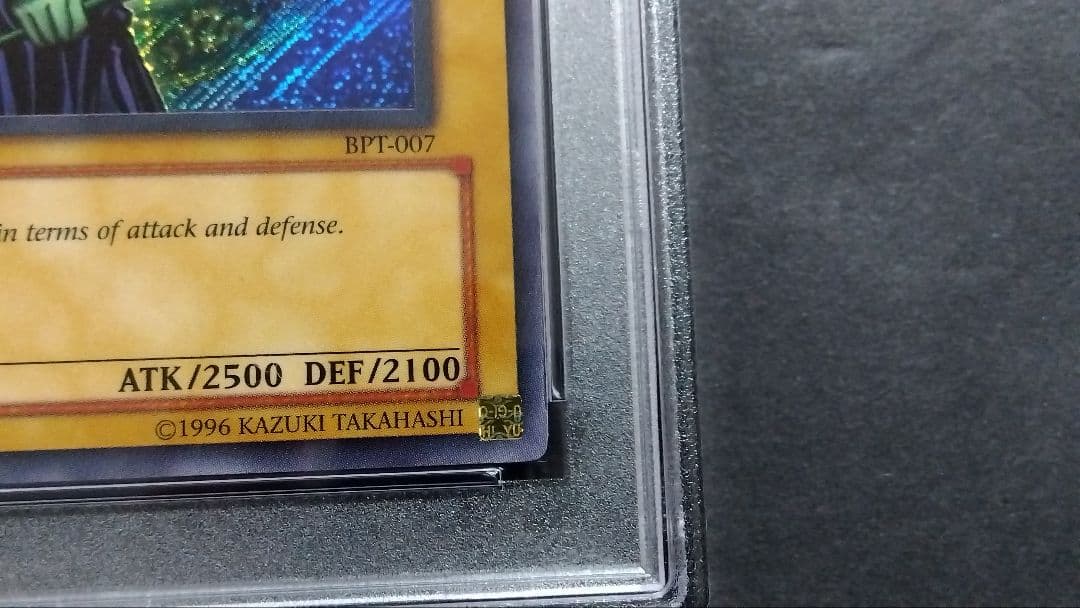 BPT-007
in terms of attack and defense.
ATK/2500 DEF/2100
©1996 KAZUKI TAKAHASHI